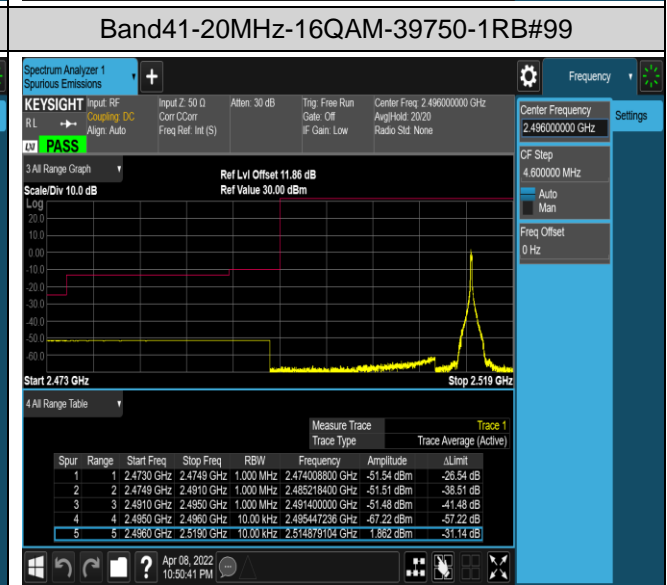 Band41-20MHz-16QAM-39750-1RB#99
Spectrum Analyzer 1
Spurious Emissions
Frequency
KEYSIGHT Input: RF Input Z: 50 Ω Atten: 30 dB Trig: Free Run Center Freq: 2.496000000 GHz
RL Coupling: DC Corr CCorr Gate: Off Avg|Hold: 20/20
Align: Auto Freq Ref: Int (S) IF Gain: Low Radio Std: None
PASS
Center Frequency
2.496000000 GHz
Settings
CF Step
4.600000 MHz
Auto
Man
Freq Offset
0 Hz
3 All Range Graph
Ref Lvl Offset 11.86 dB
Scale/Div 10.0 dB Ref Value 30.00 dBm
Log
20.0
10.0
0.00
-10.0
-20.0
-30.0
-40.0
-50.0
-60.0
Start 2.473 GHz Stop 2.519 GHz
4 All Range Table
Measure Trace Trace 1
Trace Type Trace Average (Active)
Spur Range Start Freq Stop Freq RBW Frequency Amplitude ΔLimit
1 1 2.4730 GHz 2.4749 GHz 1.000 MHz 2.474008800 GHz -51.54 dBm -26.54 dB
2 2 2.4749 GHz 2.4910 GHz 1.000 MHz 2.485218400 GHz -51.51 dBm -38.51 dB
3 3 2.4910 GHz 2.4950 GHz 1.000 MHz 2.491400000 GHz -51.48 dBm -41.48 dB
4 4 2.4950 GHz 2.4960 GHz 10.00 kHz 2.495447236 GHz -67.22 dBm -57.22 dB
5 5 2.4960 GHz 2.5190 GHz 10.00 kHz 2.514879104 GHz 1.862 dBm -31.14 dB
Apr 08, 2022
10:50:41 PM